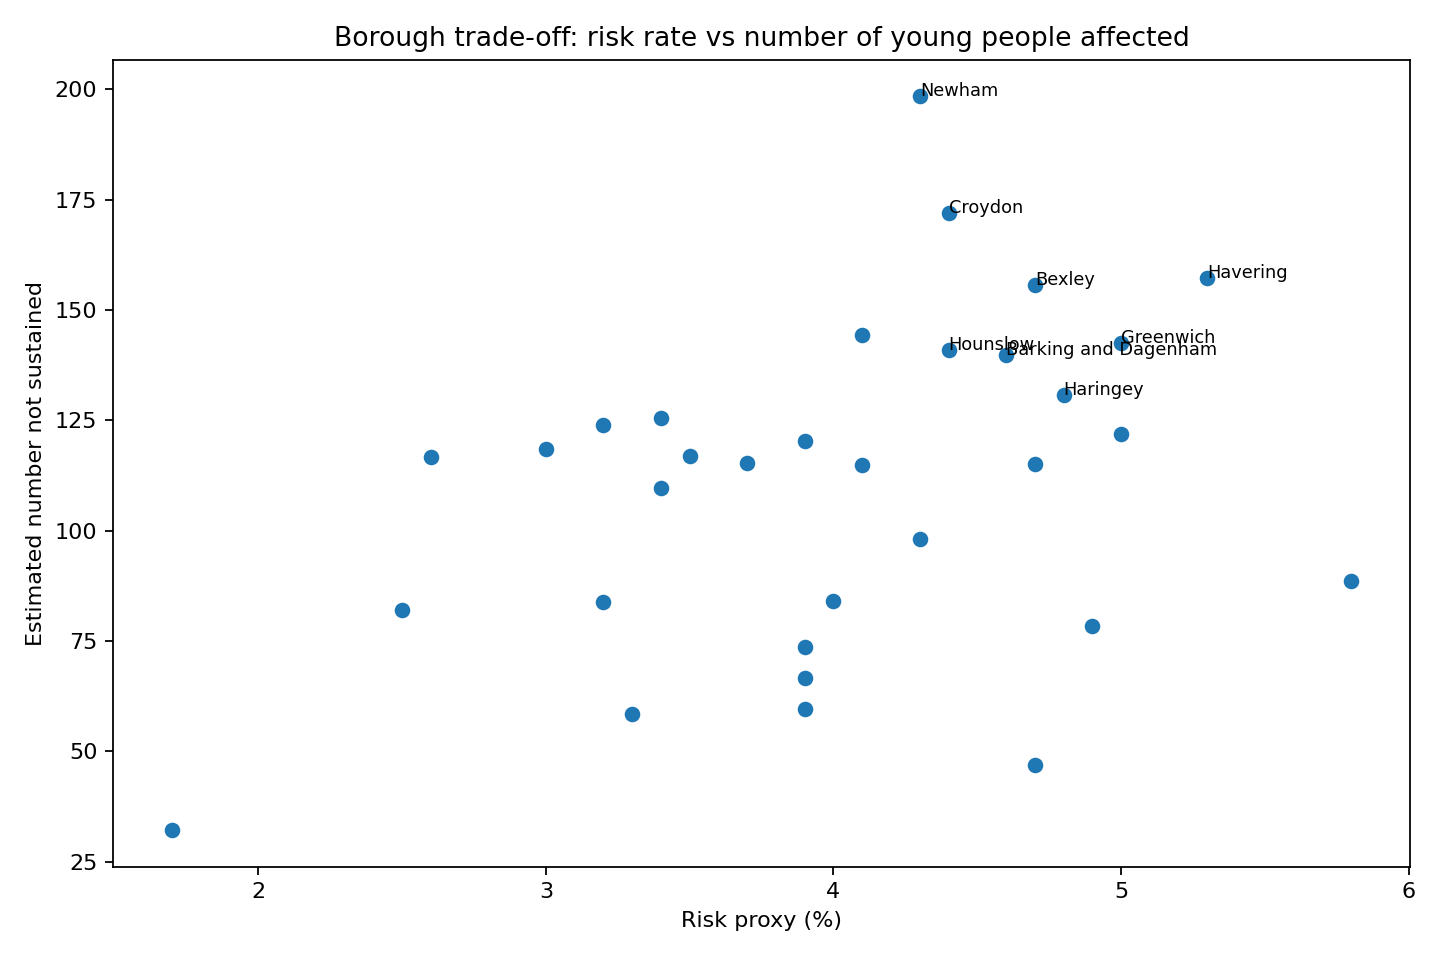 Borough trade-off: risk rate vs number of young people affected
Estimated number not sustained
200
175
150
125
100
75
50
25
Newham
Croydon
Havering
Bexley
Greenwich
Hounslow
Barking and Dagenham
Haringey
2
3
4
5
6
Risk proxy (%)